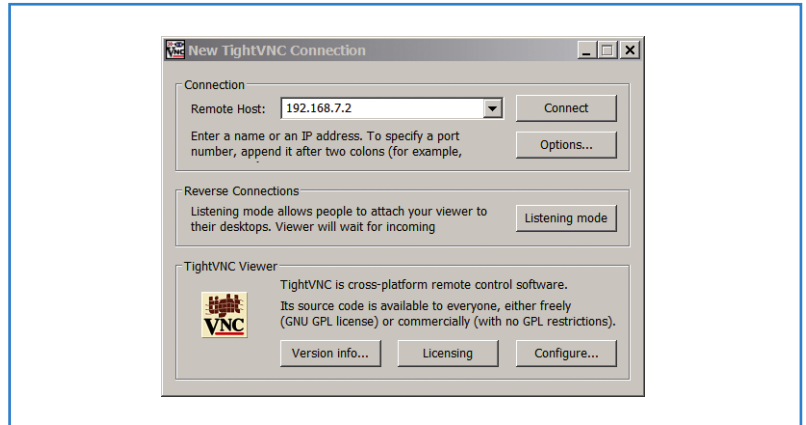 New TightVNC Connection
Connection
Remote Host: 192.168.7.2
Connect
Enter a name or an IP address. To specify a port
number, append it after two colons (for example,
Options...
Reverse Connections
Listening mode allows people to attach your viewer to
their desktops. Viewer will wait for incoming
Listening mode
TightVNC Viewer
TightVNC is cross-platform remote control software.
Its source code is available to everyone, either freely
(GNU GPL license) or commercially (with no GPL restrictions).
tight
VNC
Version info...
Licensing
Configure...